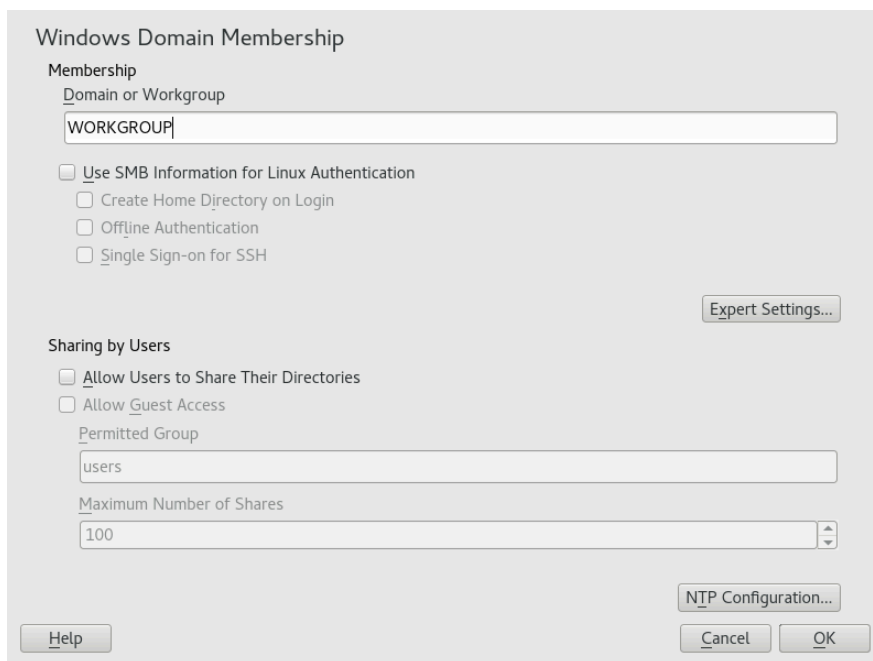 Windows Domain Membership
Membership
Domain or Workgroup
WORKGROUP
Use SMB Information for Linux Authentication
Create Home Directory on Login
Offline Authentication
Single Sign-on for SSH
Expert Settings...
Sharing by Users
Allow Users to Share Their Directories
Allow Guest Access
Permitted Group
users
Maximum Number of Shares
100
NTP Configuration...
Help Cancel OK